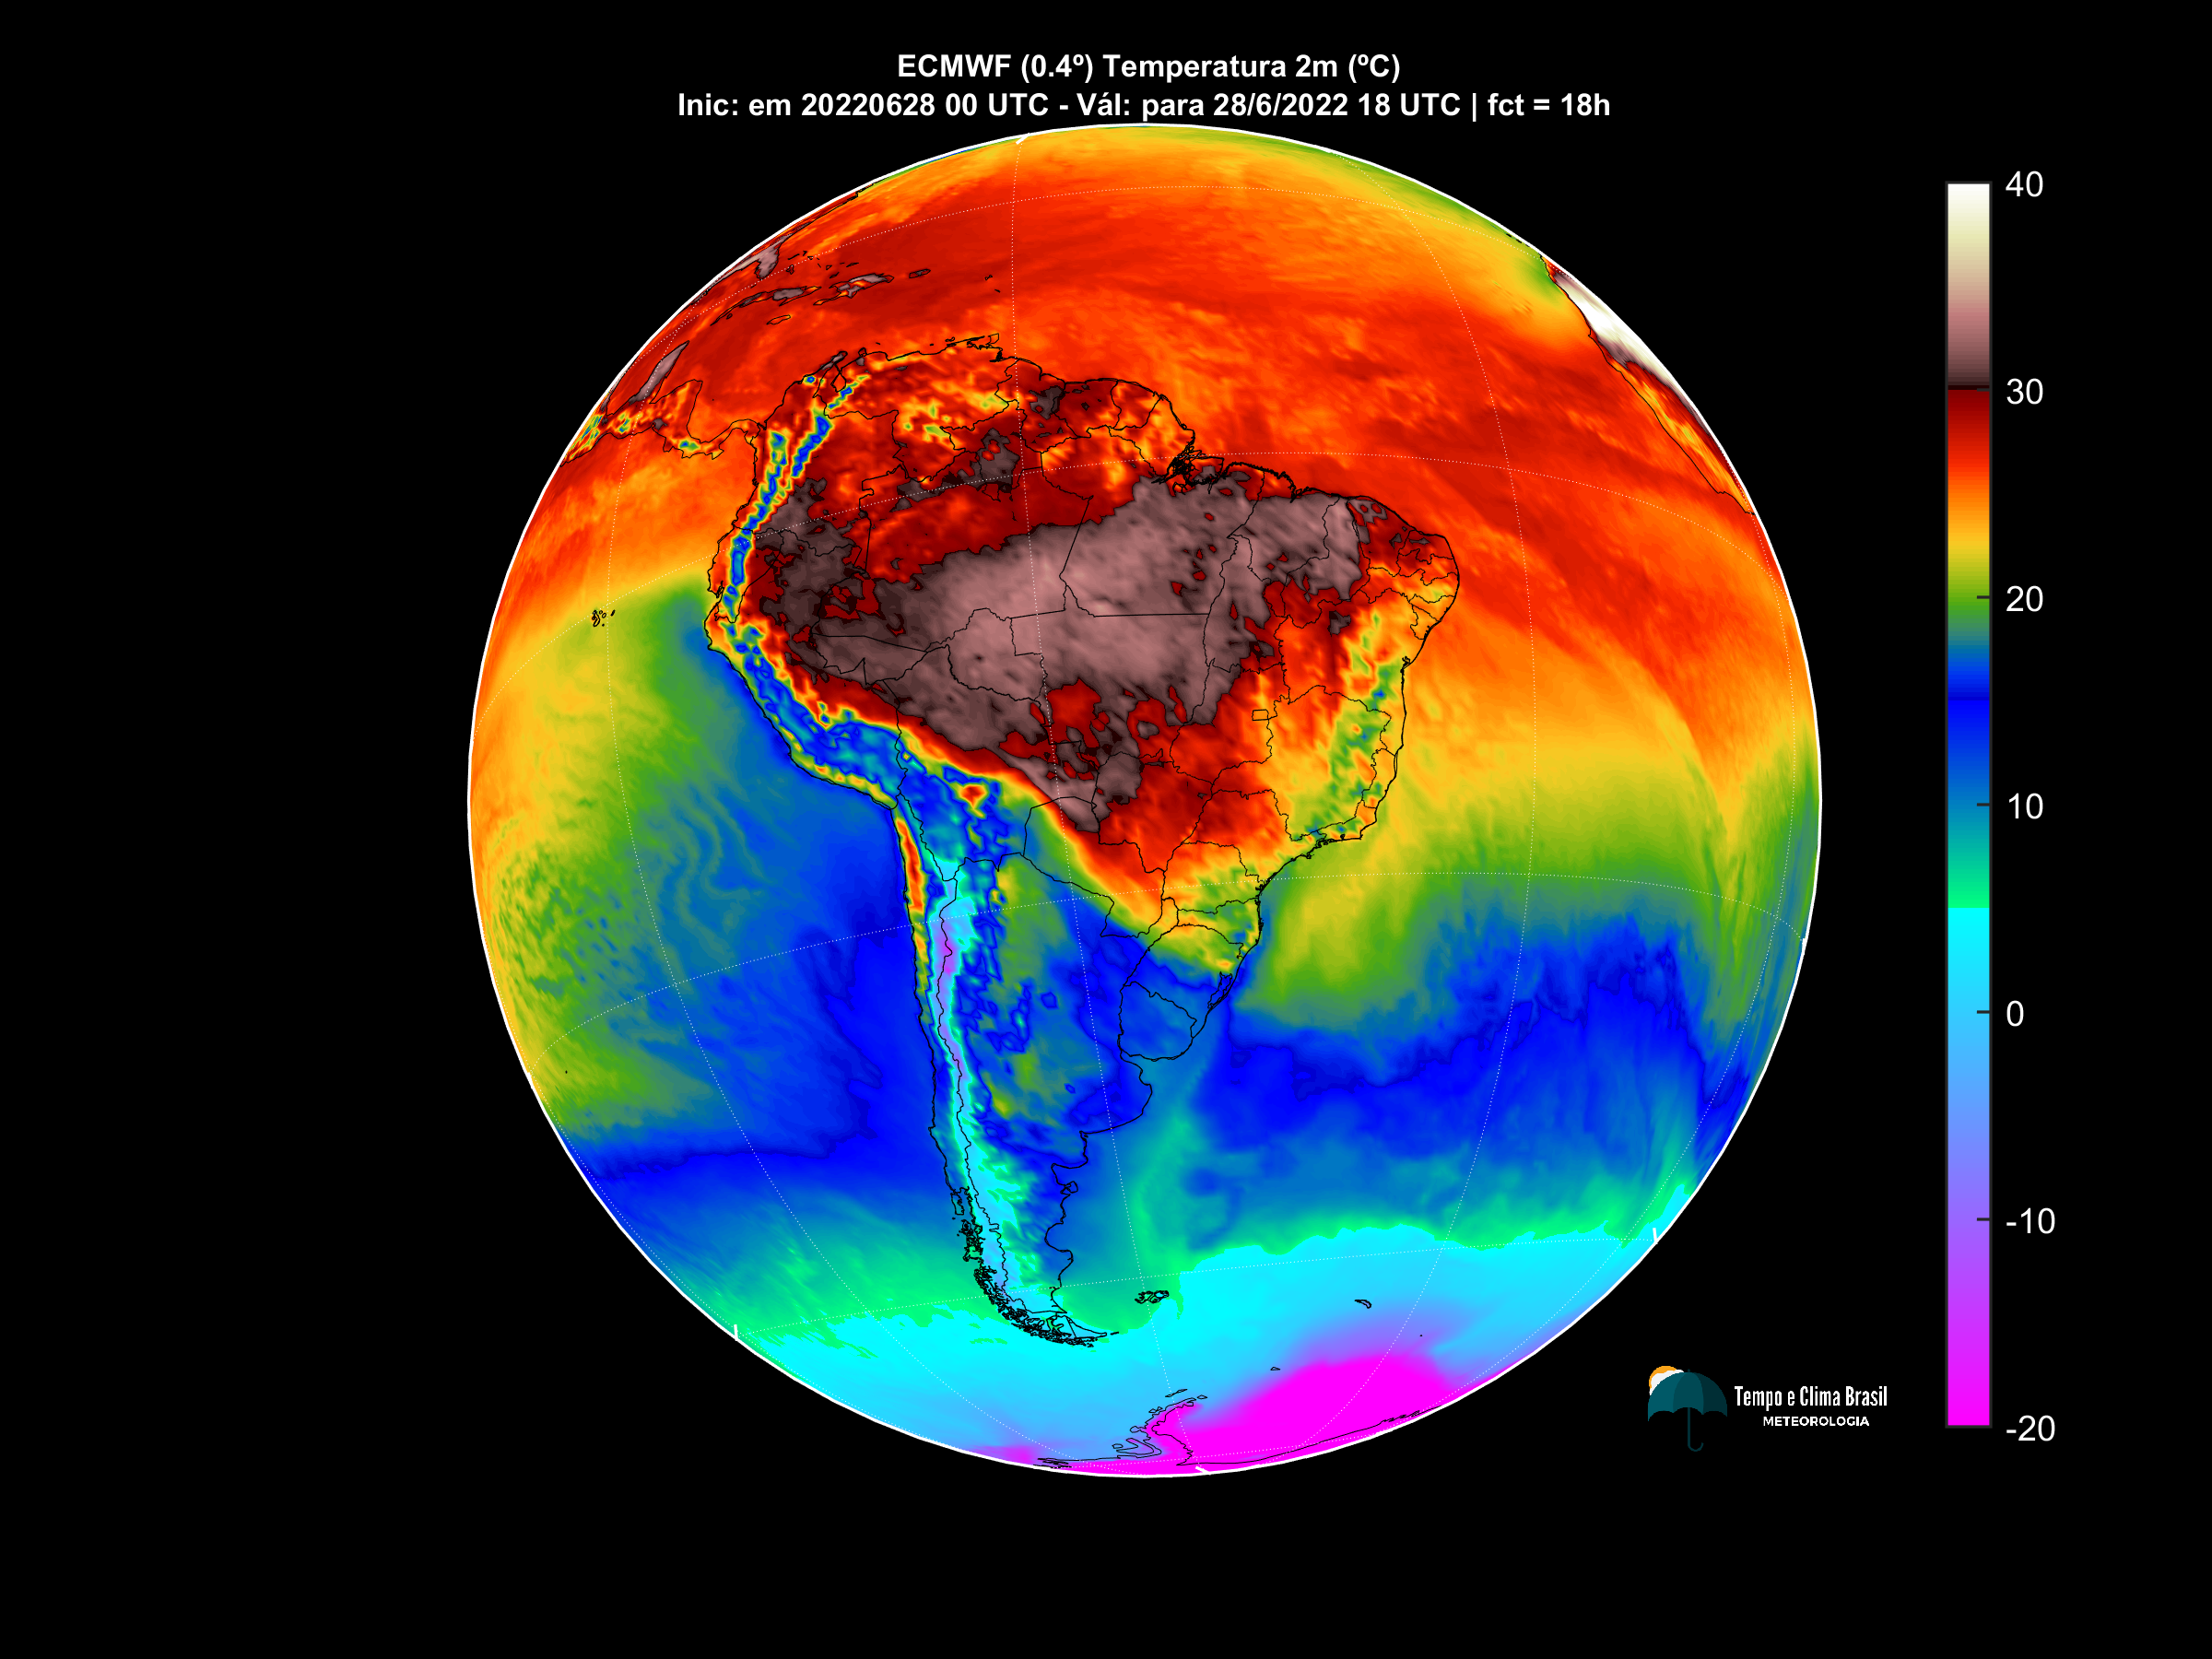 ECMWF (0.4º) Temperatura 2m (ºC)
Inic: em 20220628 00 UTC - Vál: para 28/6/2022 18 UTC | fct = 18h
40
30
20
10
0
-10
-20
Tempo e Clima Brasil
METEOROLOGIA